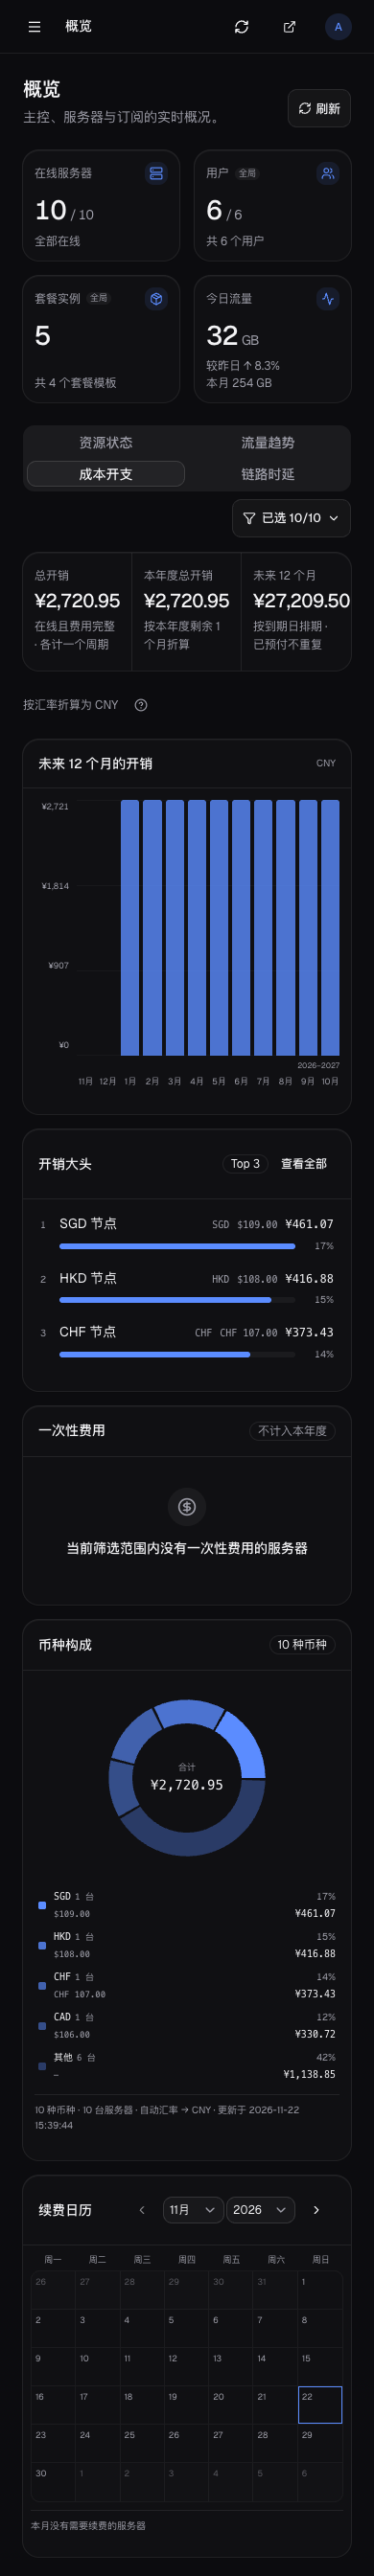 概览
A
概览
主控、服务器与订阅的实时概况。
刷新
在线服务器
10 / 10
全部在线
用户 全局
6 / 6
共 6 个用户
套餐实例 全局
5
共 4 个套餐模板
今日流量
32 GB
较昨日 ↑ 8.3%
本月 254 GB
资源状态
流量趋势
成本开支
链路时延
已选 10/10
总开销
¥2,720.95
在线且费用完整
· 各计一个周期
本年度总开销
¥2,720.95
按本年度剩余 1
个月折算
未来 12 个月
¥27,209.50
按到期日排期 ·
已预付不重复
按汇率折算为 CNY
未来 12 个月的开销
CNY
¥2,721
¥1,814
¥907
¥0
2026–2027
11月 12月 1月 2月 3月 4月 5月 6月 7月 8月 9月 10月
开销大头
Top 3
查看全部
1 SGD 节点 SGD $109.00 ¥461.07
17%
2 HKD 节点 HKD $108.00 ¥416.88
15%
3 CHF 节点 CHF CHF 107.00 ¥373.43
14%
一次性费用
不计入本年度
当前筛选范围内没有一次性费用的服务器
币种构成
10 种币种
合计
¥2,720.95
SGD 1 台 17%
$109.00 ¥461.07
HKD 1 台 15%
$108.00 ¥416.88
CHF 1 台 14%
CHF 107.00 ¥373.43
CAD 1 台 12%
$106.00 ¥330.72
其他 6 台 42%
— ¥1,138.85
10 种币种 · 10 台服务器 · 自动汇率 → CNY · 更新于 2026-11-22
15:39:44
续费日历
11月
2026
周一 周二 周三 周四 周五 周六 周日
26 27 28 29 30 31 1
2 3 4 5 6 7 8
9 10 11 12 13 14 15
16 17 18 19 20 21 22
23 24 25 26 27 28 29
30 1 2 3 4 5 6
本月没有需要续费的服务器